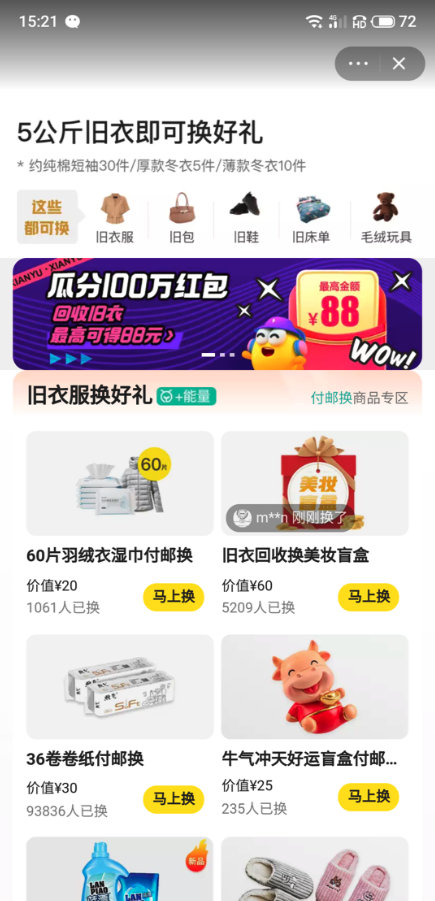 15:21
4G HD 72
5公斤旧衣即可换好礼
* 约纯棉短袖30件/厚款冬衣5件/薄款冬衣10件
这些
都可换
旧衣服 旧包 旧鞋 旧床单 毛绒玩具
XIANYU XIANYU
瓜分100万红包
回收旧衣
最高可得88元
最高金额
¥88
WOW!
旧衣服换好礼 +能量 付邮换商品专区
60片
美妆
盲盒
m**n 刚刚换了
60片羽绒衣湿巾付邮换 旧衣回收换美妆盲盒
价值¥20 马上换 价值¥60 马上换
1061人已换 5209人已换
36卷卷纸付邮换 牛气冲天好运盲盒付邮...
价值¥30 马上换 价值¥25 马上换
93836人已换 235人已换
新品
LAN
PIAO